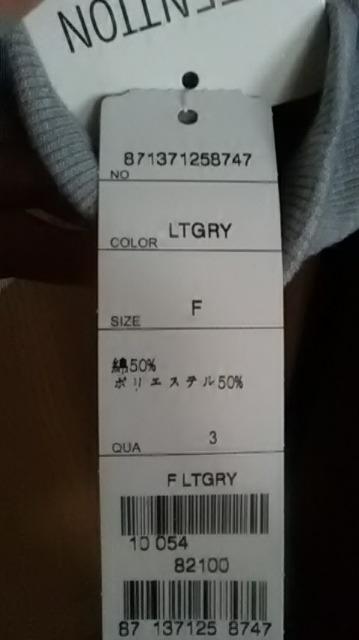 TENTION
871371258747
NO
LTGRY
COLOR
F
SIZE
綿50%
ポリエステル50%
3
QUA
F LTGRY
10 054
82100
87 137125 8747